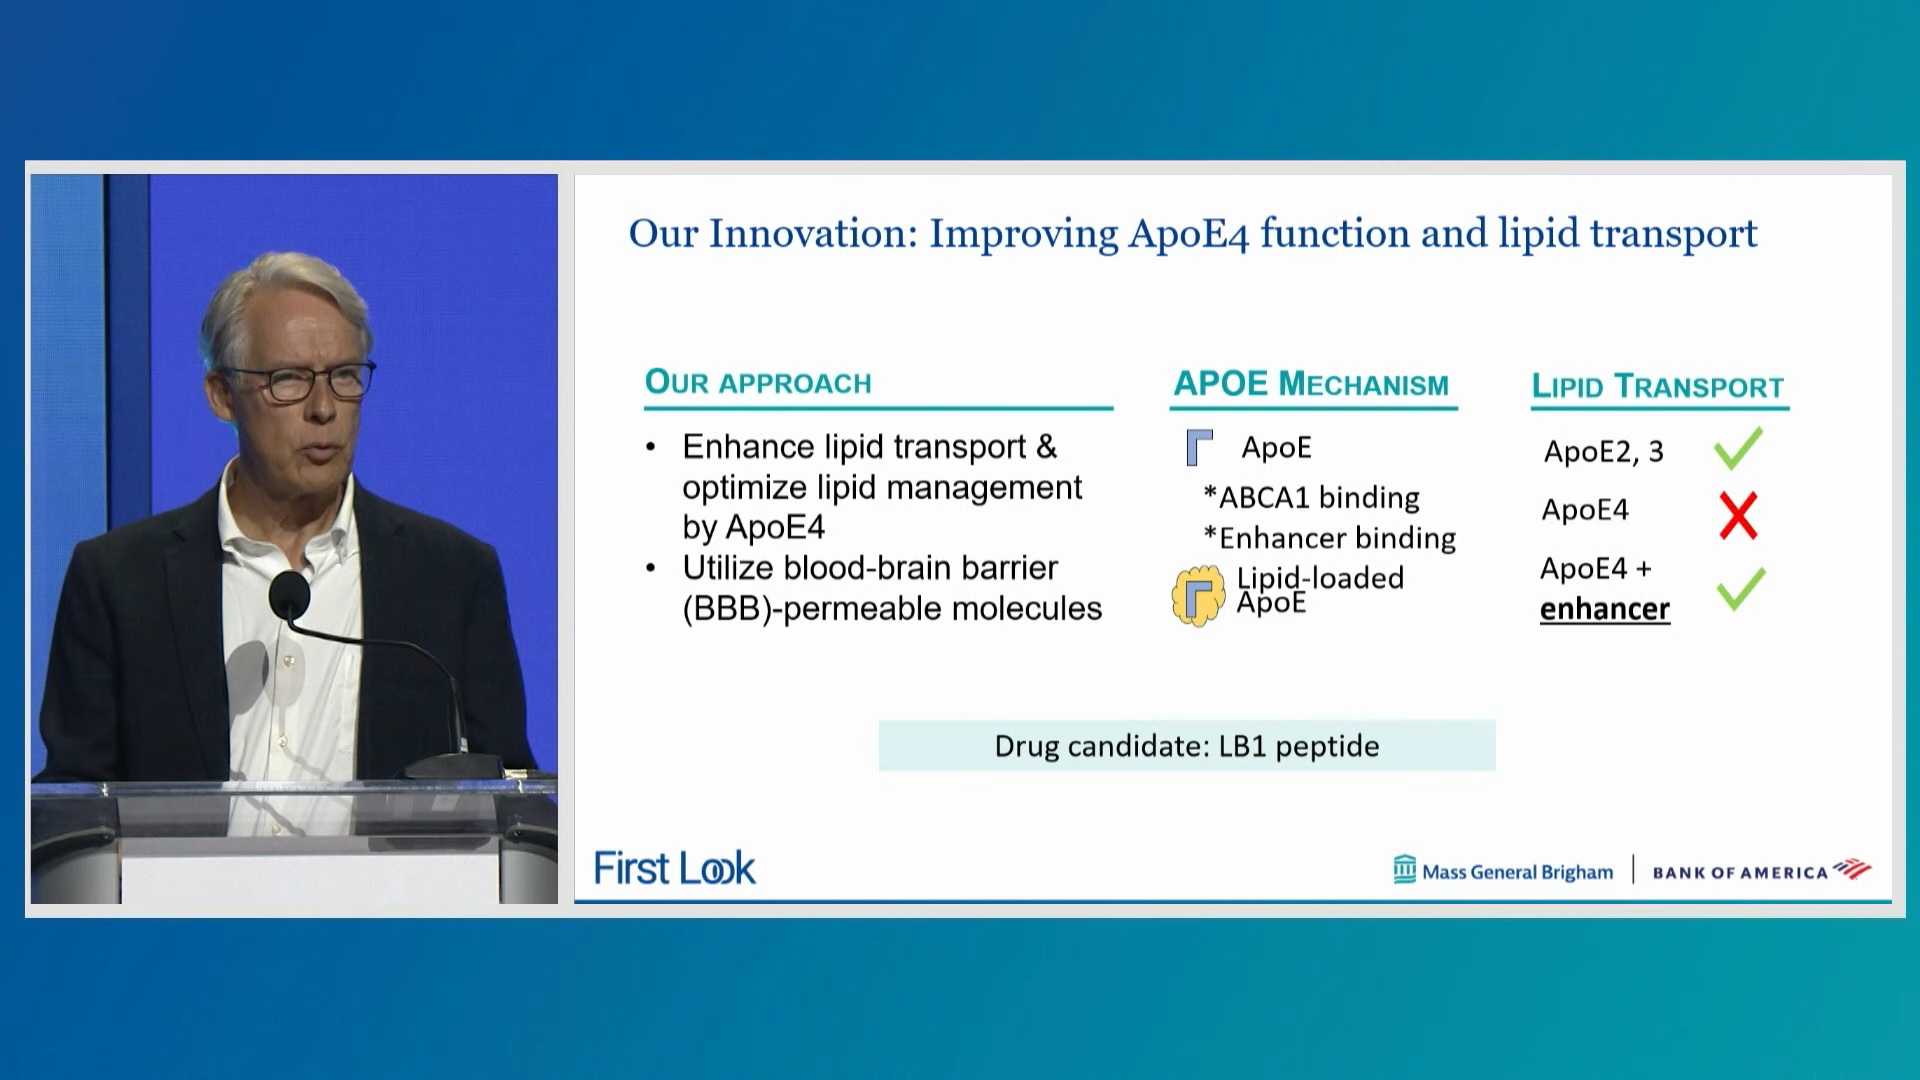 Our Innovation: Improving ApoE4 function and lipid transport
OUR APPROACH
• Enhance lipid transport &
optimize lipid management
by ApoE4
• Utilize blood-brain barrier
(BBB)-permeable molecules
APOE MECHANISM
ApoE
*ABCA1 binding
*Enhancer binding
Lipid-loaded
ApoE
LIPID TRANSPORT
ApoE2, 3
ApoE4
ApoE4 +
enhancer
Drug candidate: LB1 peptide
First Look
Mass General Brigham
BANK OF AMERICA